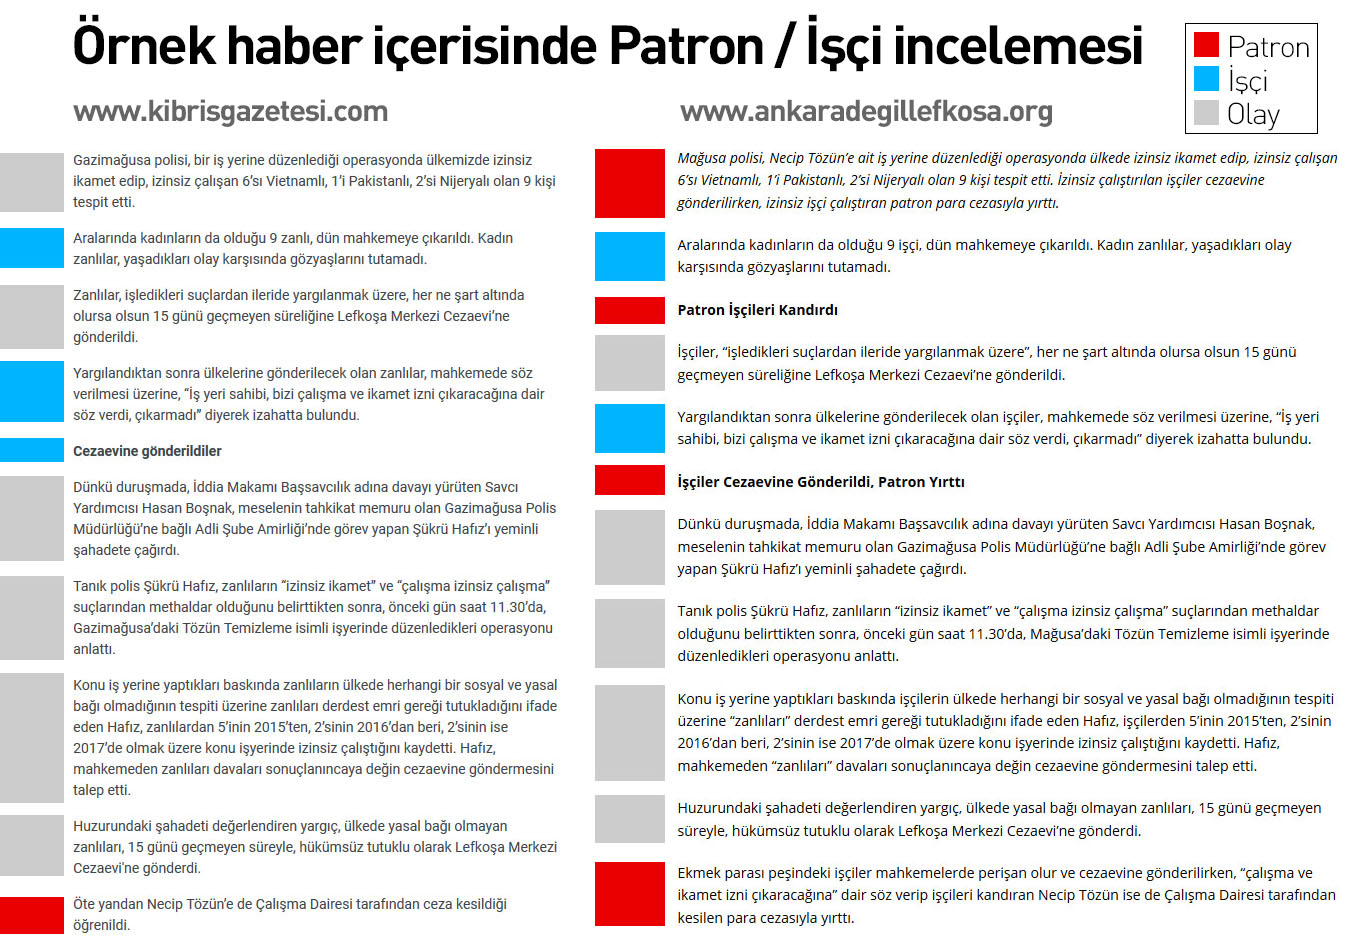 Örnek haber içerisinde Patron / İşçi incelemesi
Patron
İşçi
Olay
www.kibrisgazetesi.com
Gazimağusa polisi, bir iş yerine düzenlediği operasyonda ülkemizde izinsiz
ikamet edip, izinsiz çalışan 6’sı Vietnamlı, 1’i Pakistanlı, 2’si Nijeryalı olan 9 kişi
tespit etti.
Aralarında kadınların da olduğu 9 zanlı, dün mahkemeye çıkarıldı. Kadın
zanlılar, yaşadıkları olay karşısında gözyaşlarını tutamadı.
Zanlılar, işledikleri suçlardan ileride yargılanmak üzere, her ne şart altında
olursa olsun 15 günü geçmeyen süreliğine Lefkoşa Merkezi Cezaevi’ne
gönderildi.
Yargılandıktan sonra ülkelerine gönderilecek olan zanlılar, mahkemede söz
verilmesi üzerine, “İş yeri sahibi, bizi çalışma ve ikamet izni çıkaracağına dair
söz verdi, çıkarmadı” diyerek izahatta bulundu.
Cezaevine gönderildiler
Dünkü duruşmada, İddia Makamı Başsavcılık adına davayı yürüten Savcı
Yardımcısı Hasan Boşnak, meselenin tahkikat memuru olan Gazimağusa Polis
Müdürlüğü’ne bağlı Adli Şube Amirliği’nde görev yapan Şükrü Hafız’ı yeminli
şahadete çağırdı.
Tanık polis Şükrü Hafız, zanlıların “izinsiz ikamet” ve “çalışma izinsiz çalışma”
suçlarından methaldar olduğunu belirttikten sonra, önceki gün saat 11.30’da,
Gazimağusa’daki Tözün Temizleme isimli işyerinde düzenledikleri operasyonu
anlattı.
Konu iş yerine yaptıkları baskında zanlıların ülkede herhangi bir sosyal ve yasal
bağı olmadığının tespiti üzerine zanlıları derdest emri gereği tutukladığını ifade
eden Hafız, zanlılardan 5’inin 2015’ten, 2’sinin 2016’dan beri, 2’sinin ise
2017’de olmak üzere konu işyerinde izinsiz çalıştığını kaydetti. Hafız,
mahkemeden zanlıları davaları sonuçlanıncaya değin cezaevine göndermesini
talep etti.
Huzurundaki şahadeti değerlendiren yargıç, ülkede yasal bağı olmayan
zanlıları, 15 günü geçmeyen süreyle, hükümsüz tutuklu olarak Lefkoşa Merkezi
Cezaevi'ne gönderdi.
Öte yandan Necip Tözün’e de Çalışma Dairesi tarafından ceza kesildiği
öğrenildi.
www.ankaradegillefkosa.org
Mağusa polisi, Necip Tözün’e ait iş yerine düzenlediği operasyonda ülkede izinsiz ikamet edip, izinsiz çalışan
6’sı Vietnamlı, 1’i Pakistanlı, 2’si Nijeryalı olan 9 kişi tespit etti. İzinsiz çalıştırılan işçiler cezaevine
gönderilirken, izinsiz işçi çalıştıran patron para cezasıyla yırttı.
Aralarında kadınların da olduğu 9 işçi, dün mahkemeye çıkarıldı. Kadın zanlılar, yaşadıkları olay
karşısında gözyaşlarını tutamadı.
Patron İşçileri Kandırdı
İşçiler, “işledikleri suçlardan ileride yargılanmak üzere”, her ne şart altında olursa olsun 15 günü
geçmeyen süreliğine Lefkoşa Merkezi Cezaevi’ne gönderildi.
Yargılandıktan sonra ülkelerine gönderilecek olan işçiler, mahkemede söz verilmesi üzerine, “İş yeri
sahibi, bizi çalışma ve ikamet izni çıkaracağına dair söz verdi, çıkarmadı” diyerek izahatta bulundu.
İşçiler Cezaevine Gönderildi, Patron Yırttı
Dünkü duruşmada, İddia Makamı Başsavcılık adına davayı yürüten Savcı Yardımcısı Hasan Boşnak,
meselenin tahkikat memuru olan Gazimağusa Polis Müdürlüğü’ne bağlı Adli Şube Amirliği’nde görev
yapan Şükrü Hafız’ı yeminli şahadete çağırdı.
Tanık polis Şükrü Hafız, zanlıların “izinsiz ikamet” ve “çalışma izinsiz çalışma” suçlarından methaldar
olduğunu belirttikten sonra, önceki gün saat 11.30’da, Mağusa’daki Tözün Temizleme isimli işyerinde
düzenledikleri operasyonu anlattı.
Konu iş yerine yaptıkları baskında işçilerin ülkede herhangi bir sosyal ve yasal bağı olmadığının tespiti
üzerine “zanlıları” derdest emri gereği tutukladığını ifade eden Hafız, işçilerden 5’inin 2015’ten, 2’sinin
2016’dan beri, 2’sinin ise 2017’de olmak üzere konu işyerinde izinsiz çalıştığını kaydetti. Hafız,
mahkemeden “zanlıları” davaları sonuçlanıncaya değin cezaevine göndermesini talep etti.
Huzurundaki şahadeti değerlendiren yargıç, ülkede yasal bağı olmayan zanlıları, 15 günü geçmeyen
süreyle, hükümsüz tutuklu olarak Lefkoşa Merkezi Cezaevi’ne gönderdi.
Ekmek parası peşindeki işçiler mahkemelerde perişan olur ve cezaevine gönderilirken, “çalışma ve
ikamet izni çıkaracağına” dair söz verip işçileri kandıran Necip Tözün ise de Çalışma Dairesi tarafından
kesilen para cezasıyla yırttı.